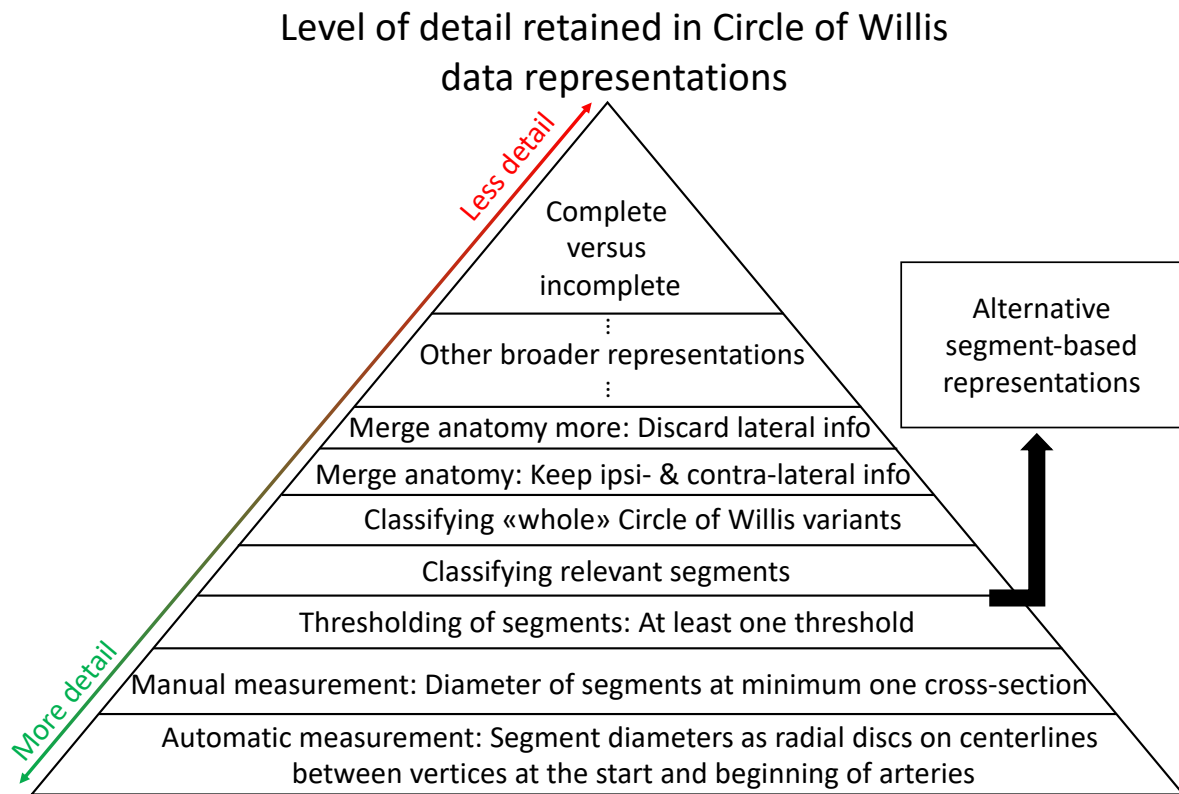 Level of detail retained in Circle of Willis
data representations
Less detail
More detail
Complete
versus
incomplete
⋮
Other broader representations
⋮
Merge anatomy more: Discard lateral info
Merge anatomy: Keep ipsi- & contra-lateral info
Classifying «whole» Circle of Willis variants
Classifying relevant segments
Thresholding of segments: At least one threshold
Manual measurement: Diameter of segments at minimum one cross-section
Automatic measurement: Segment diameters as radial discs on centerlines
between vertices at the start and beginning of arteries
Alternative
segment-based
representations